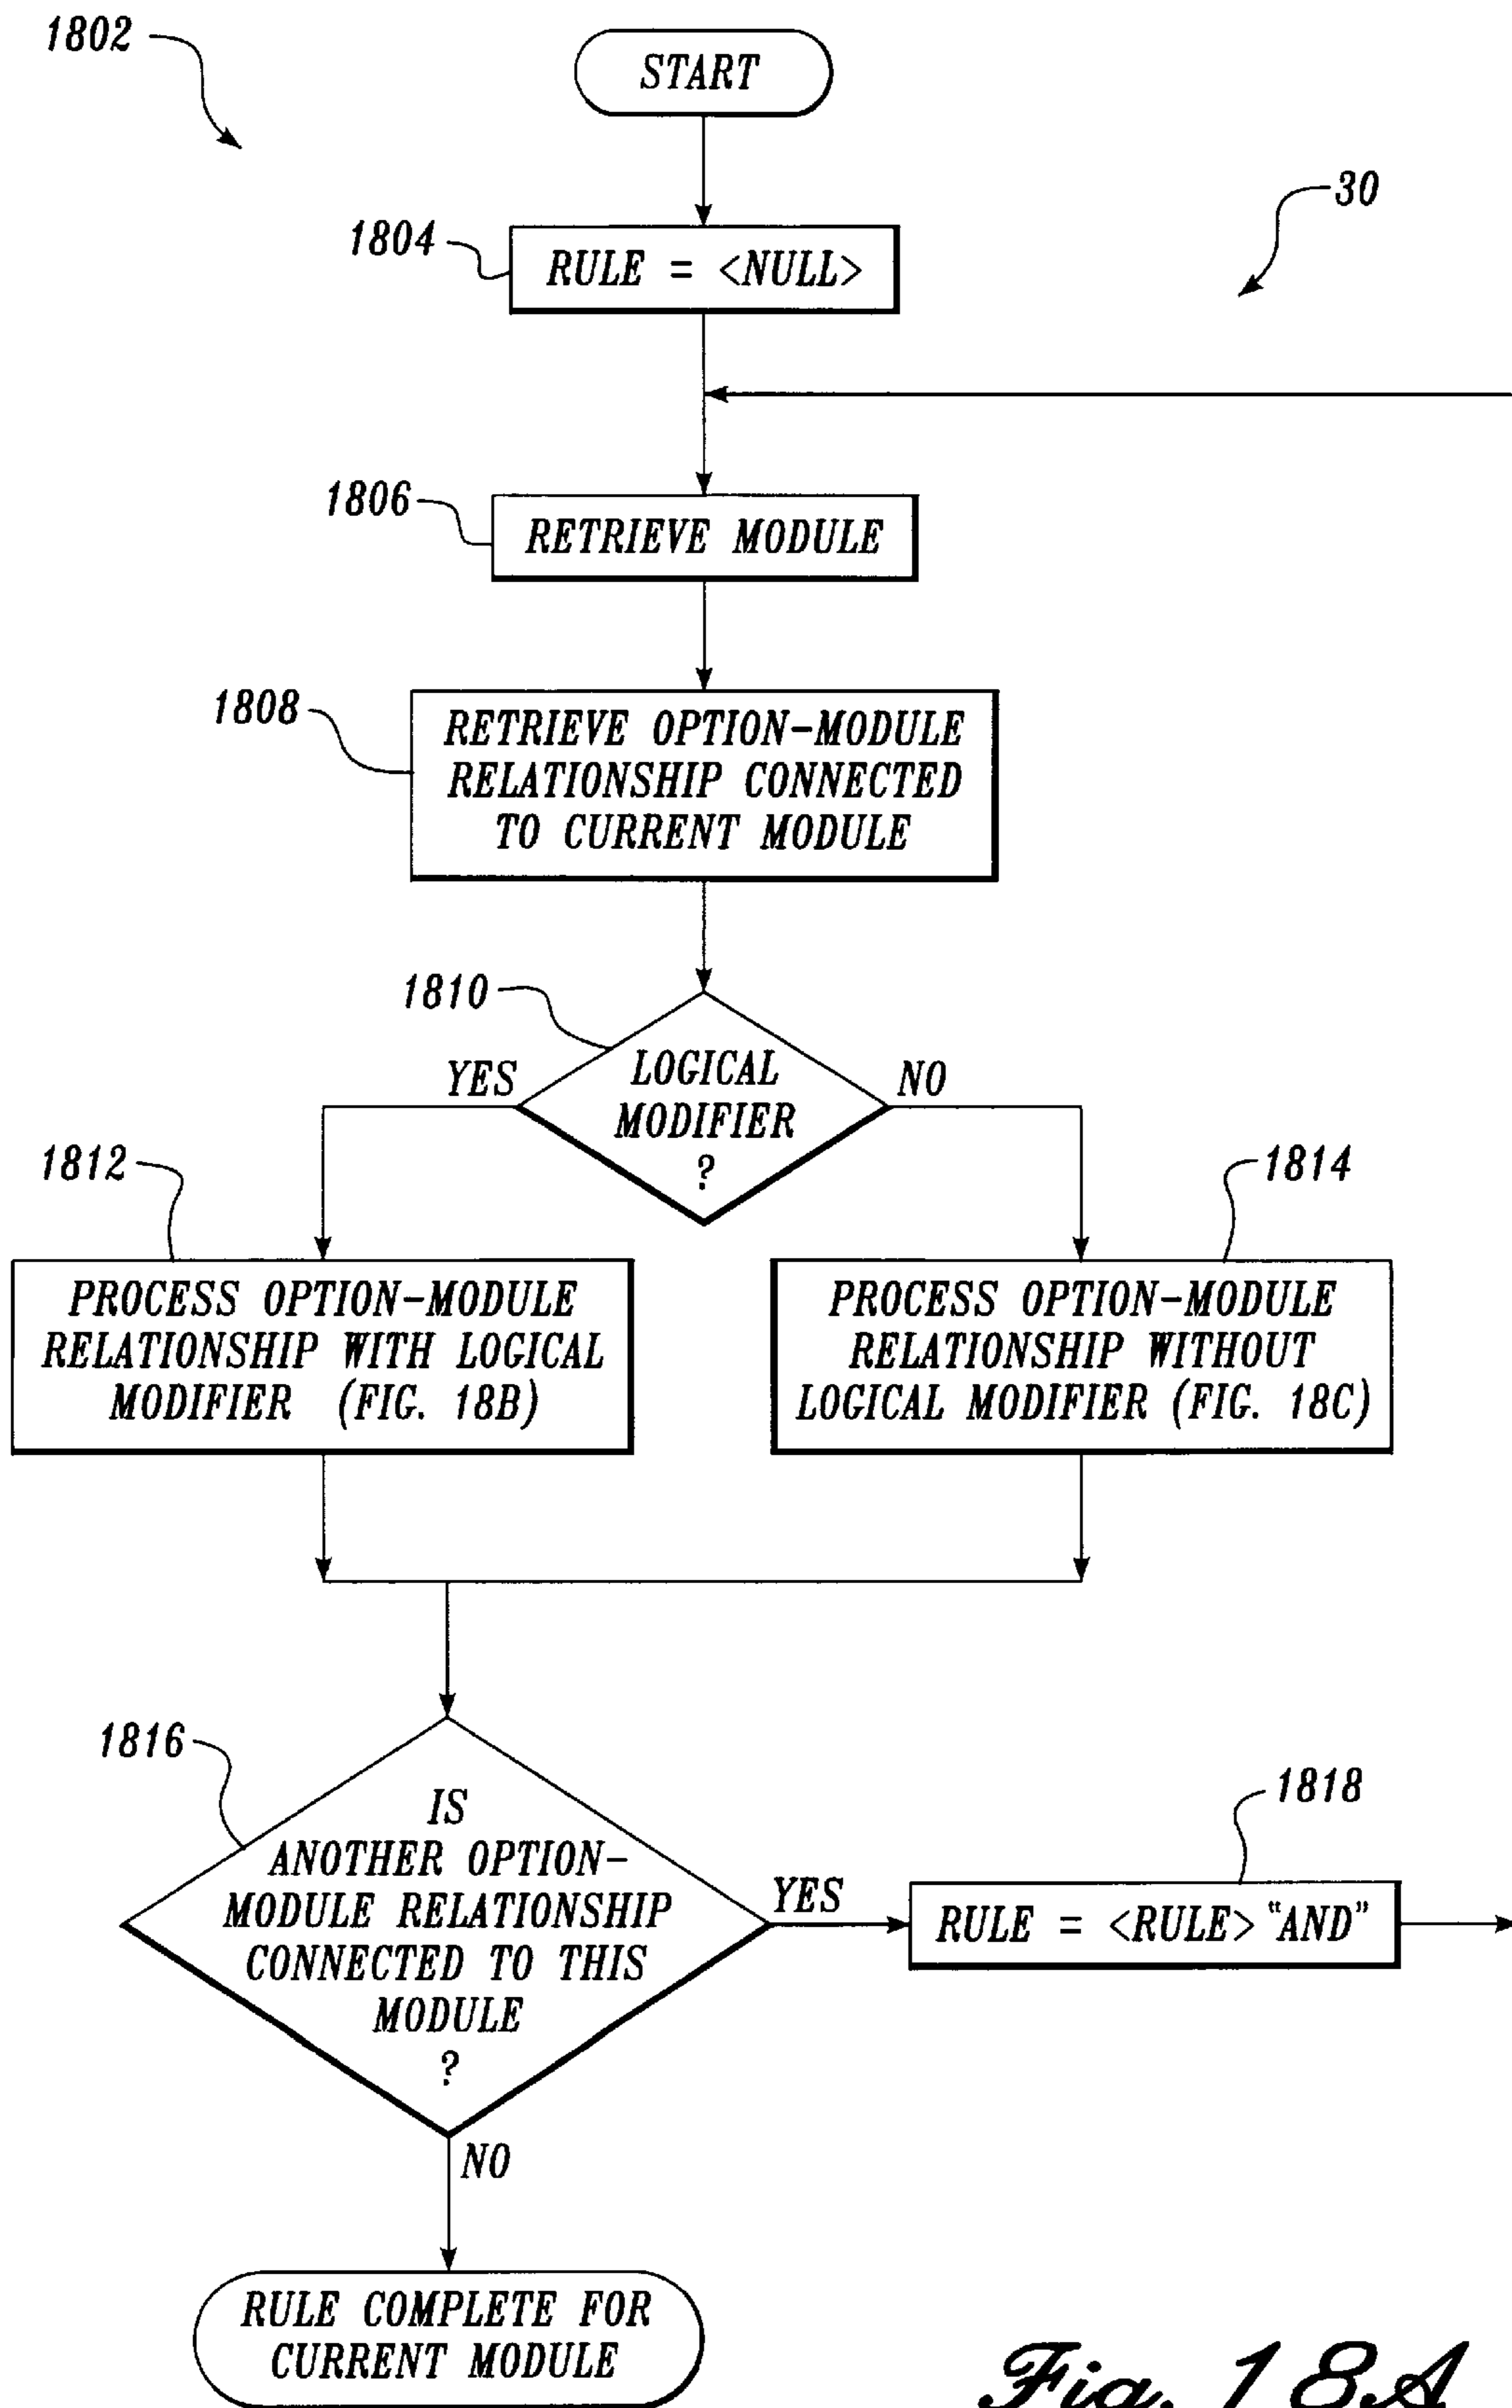 1802
START
30
1804
RULE = <NULL>
1806
RETRIEVE MODULE
1808
RETRIEVE OPTION-MODULE
RELATIONSHIP CONNECTED
TO CURRENT MODULE
1810
LOGICAL
MODIFIER
?
YES
NO
1812
PROCESS OPTION-MODULE
RELATIONSHIP WITH LOGICAL
MODIFIER (FIG. 18B)
1814
PROCESS OPTION-MODULE
RELATIONSHIP WITHOUT
LOGICAL MODIFIER (FIG. 18C)
1816
IS
ANOTHER OPTION-
MODULE RELATIONSHIP
CONNECTED TO THIS
MODULE
?
YES
1818
RULE = <RULE> “AND”
NO
RULE COMPLETE FOR
CURRENT MODULE
Fig. 18A